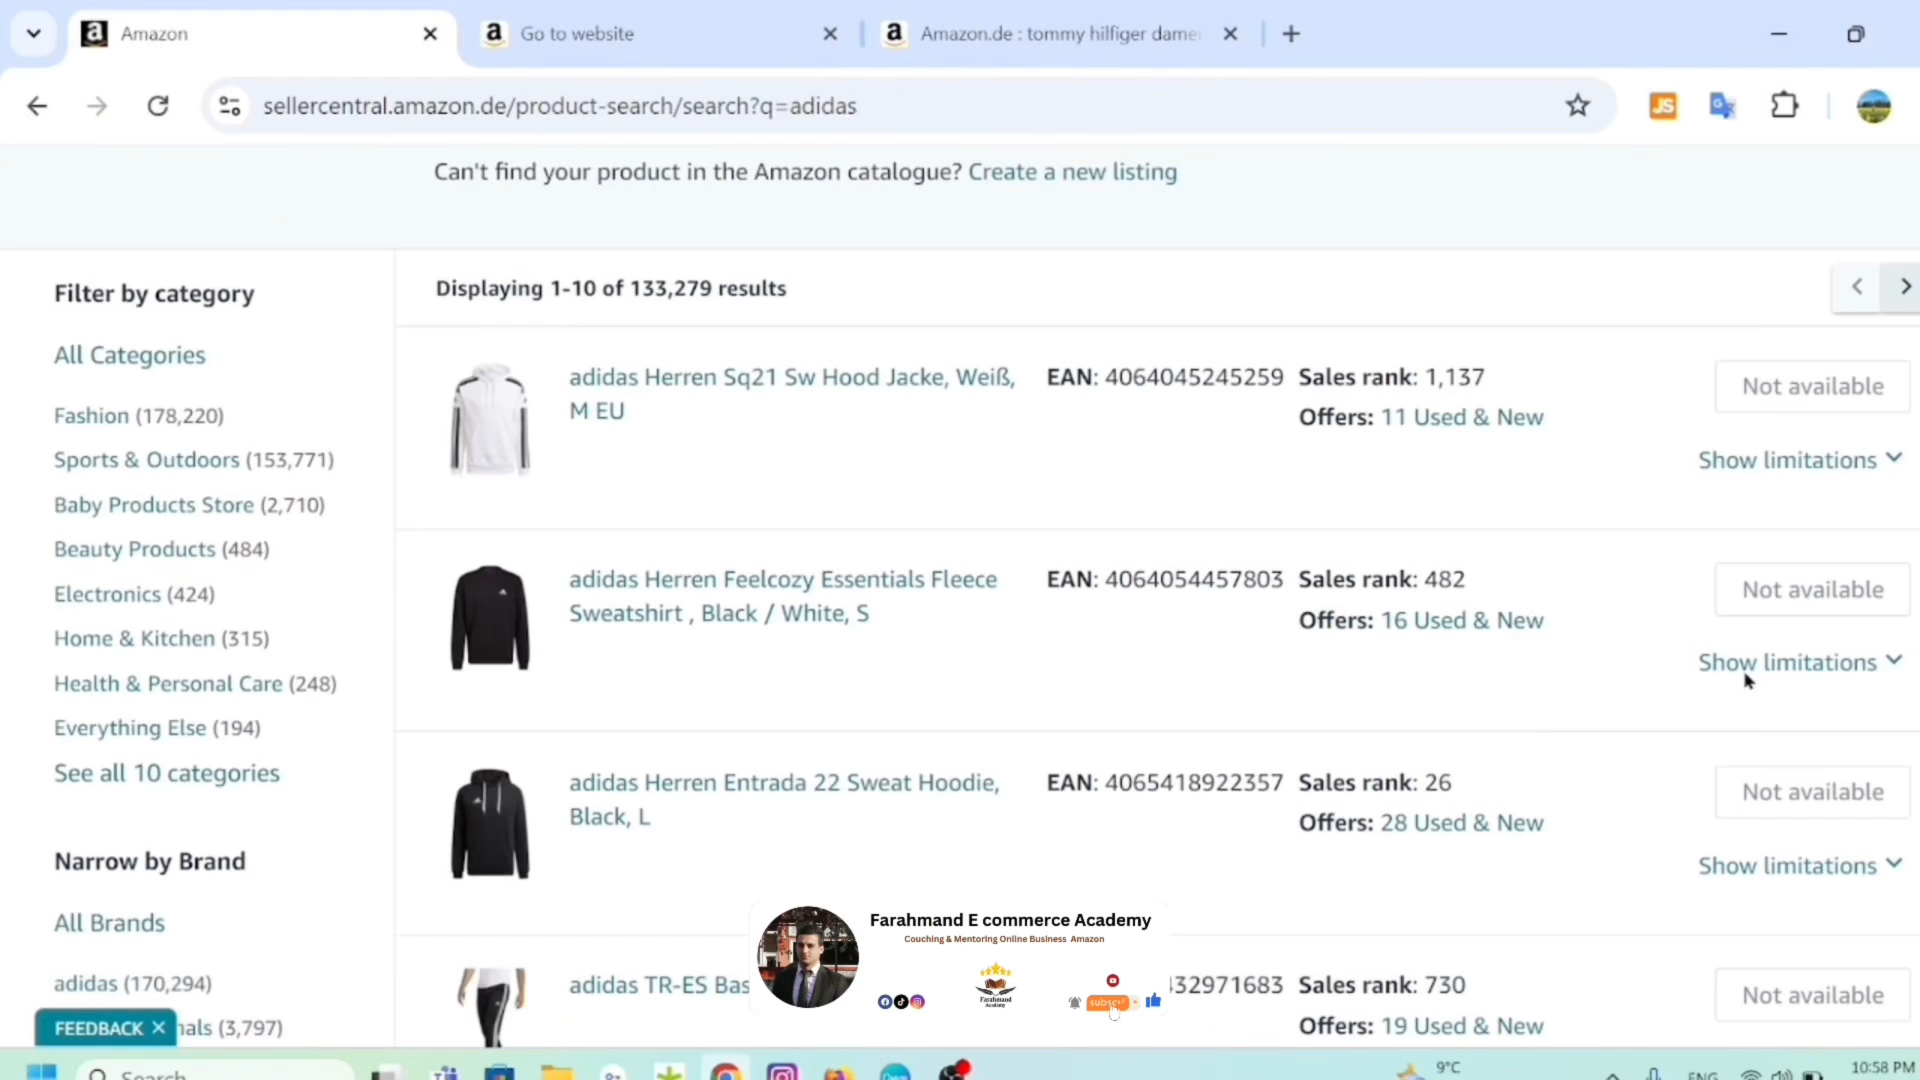 Amazon
Go to website
Amazon.de : tommy hilfiger dame
sellercentral.amazon.de/product-search/search?q=adidas
JS
Can't find your product in the Amazon catalogue? Create a new listing
Filter by category
All Categories
Fashion (178,220)
Sports & Outdoors (153,771)
Baby Products Store (2,710)
Beauty Products (484)
Electronics (424)
Home & Kitchen (315)
Health & Personal Care (248)
Everything Else (194)
See all 10 categories
Narrow by Brand
All Brands
adidas (170,294)
nals (3,797)
FEEDBACK
Displaying 1-10 of 133,279 results
adidas Herren Sq21 Sw Hood Jacke, Weiß,
M EU
EAN: 4064045245259
Sales rank: 1,137
Offers: 11 Used & New
Not available
Show limitations
adidas Herren Feelcozy Essentials Fleece
Sweatshirt , Black / White, S
EAN: 4064054457803
Sales rank: 482
Offers: 16 Used & New
Not available
Show limitations
adidas Herren Entrada 22 Sweat Hoodie,
Black, L
EAN: 4065418922357
Sales rank: 26
Offers: 28 Used & New
Not available
Show limitations
adidas TR-ES Bas
432971683
Sales rank: 730
Offers: 19 Used & New
Not available
Farahmand E commerce Academy
Couching & Mentoring Online Business Amazon
Farahmand
Academy
Search
9°C
ENG
10:58 PM